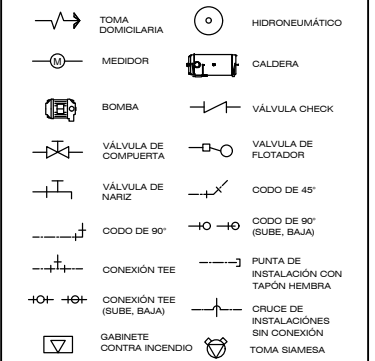 TOMA
DOMICILARIA
HIDRONEUMÁTICO
M
MEDIDOR
CALDERA
BOMBA
VÁLVULA CHECK
VÁLVULA DE
COMPUERTA
VALVULA DE
FLOTADOR
VÁLVULA DE
NARIZ
CODO DE 45°
CODO DE 90°
CODO DE 90°
(SUBE, BAJA)
CONEXIÓN TEE
PUNTA DE
INSTALACIÓN CON
TAPÓN HEMBRA
CONEXIÓN TEE
(SUBE, BAJA)
CRUCE DE
INSTALACIÓNES
SIN CONEXIÓN
GABINETE
CONTRA INCENDIO
TOMA SIAMESA